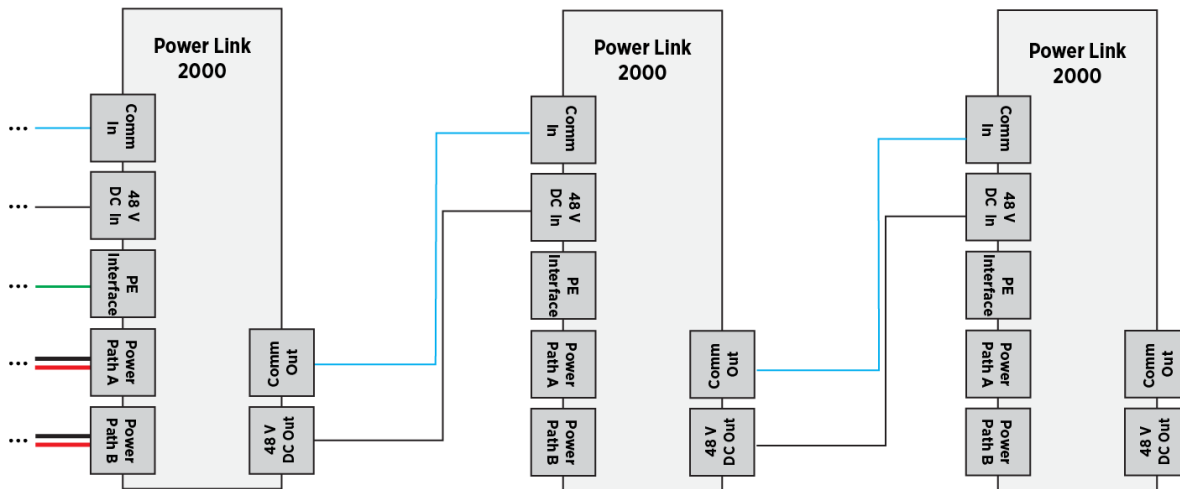 Power Link
2000
Comm
In
48 V
DC In
PE
Interface
Power
Path A
Power
Path B
Out
Comm
DC Out
48 V
Power Link
2000
Comm
In
48 V
DC In
PE
Interface
Power
Path A
Power
Path B
Out
Comm
DC Out
48 V
Power Link
2000
Comm
In
48 V
DC In
PE
Interface
Power
Path A
Power
Path B
Out
Comm
DC Out
48 V